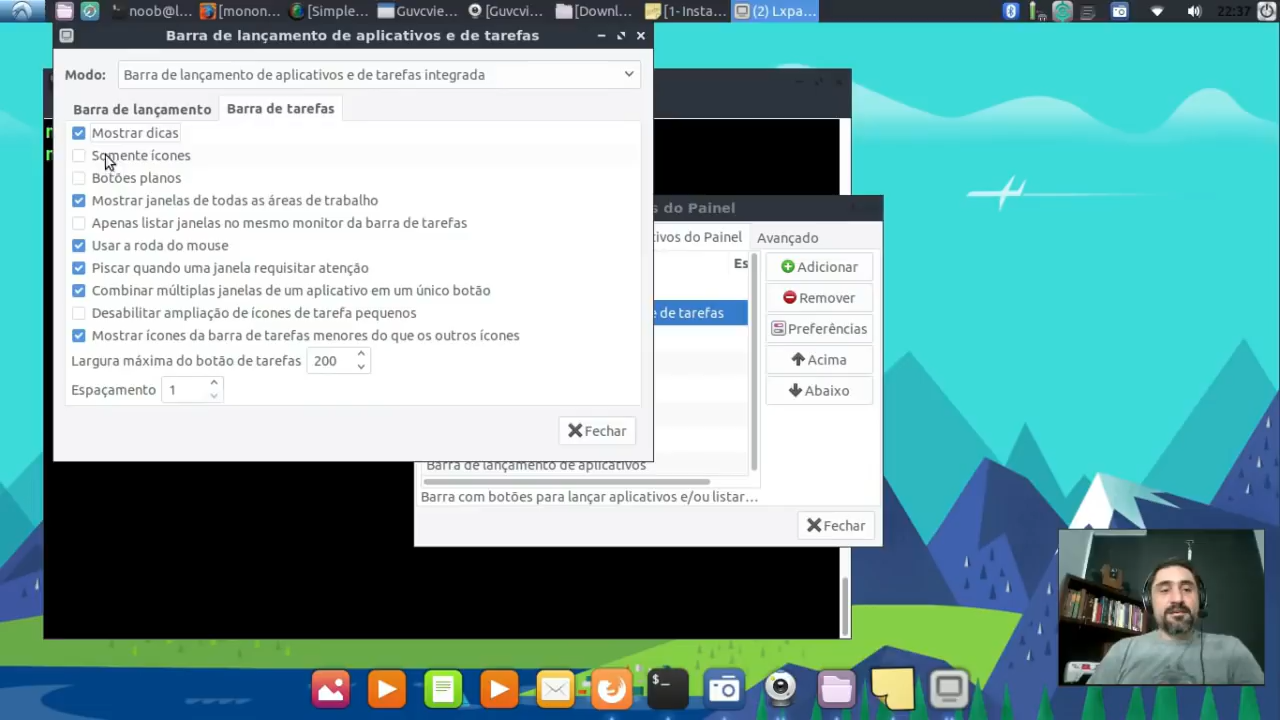 noob@l...
[monon...
[Simple...
Guvcvie...
[Guvcvi...
[Downl...
[1-Insta...
(2) Lxpa...
22:37
Barra de lançamento de aplicativos e de tarefas
Modo:
Barra de lançamento de aplicativos e de tarefas integrada
Barra de lançamento
Barra de tarefas
Mostrar dicas
Somente ícones
Botões planos
Mostrar janelas de todas as áreas de trabalho
Apenas listar janelas no mesmo monitor da barra de tarefas
Usar a roda do mouse
Piscar quando uma janela requisitar atenção
Combinar múltiplas janelas de um aplicativo em um único botão
Desabilitar ampliação de ícones de tarefa pequenos
Mostrar ícones da barra de tarefas menores do que os outros ícones
Largura máxima do botão de tarefas 200
Espaçamento 1
Fechar
s do Painel
tivos do Painel
Avançado
Es
e de tarefas
Adicionar
Remover
Preferências
Acima
Abaixo
Barra de lançamento de aplicativos
Barra com botões para lançar aplicativos e/ou listar...
Fechar
$_